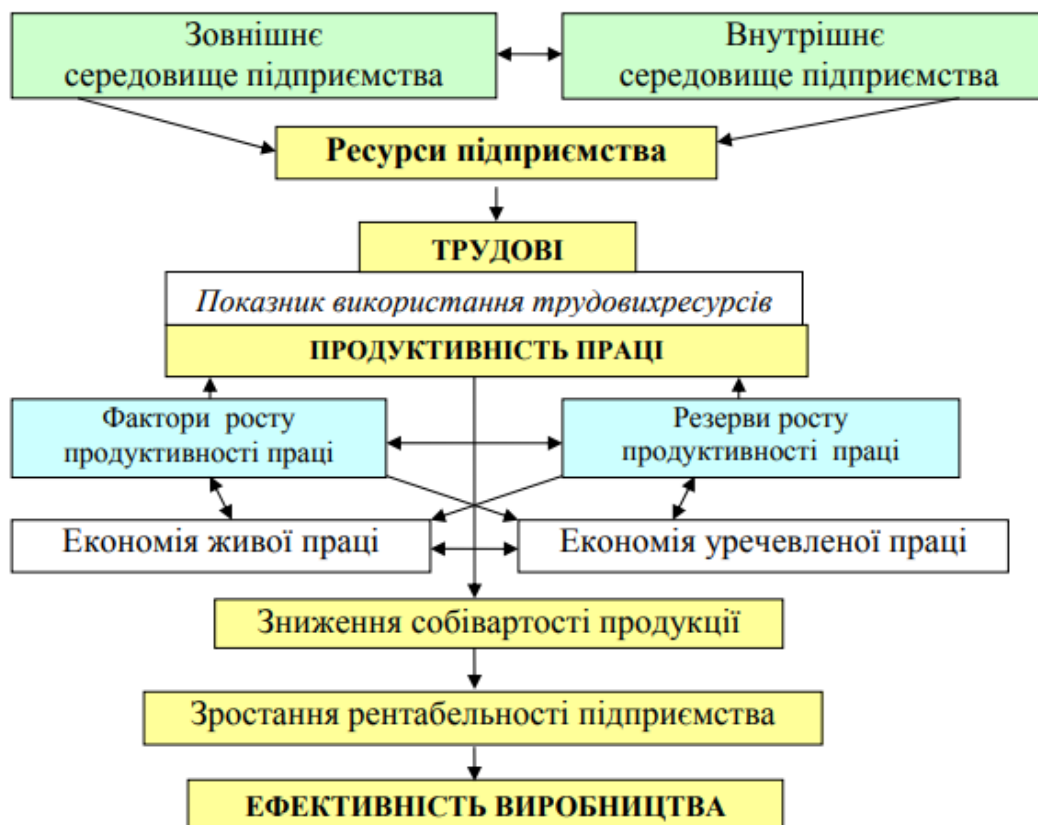 Зовнішнє
середовище підприємства
Внутрішнє
середовище підприємства
Ресурси підприємства
ТРУДОВІ
Показник використання трудовихресурсів
ПРОДУКТИВНІСТЬ ПРАЦІ
Фактори росту
продуктивності праці
Резерви росту
продуктивності праці
Економія живої праці
Економія уречевленої праці
Зниження собівартості продукції
Зростання рентабельності підприємства
ЕФЕКТИВНІСТЬ ВИРОБНИЦТВА